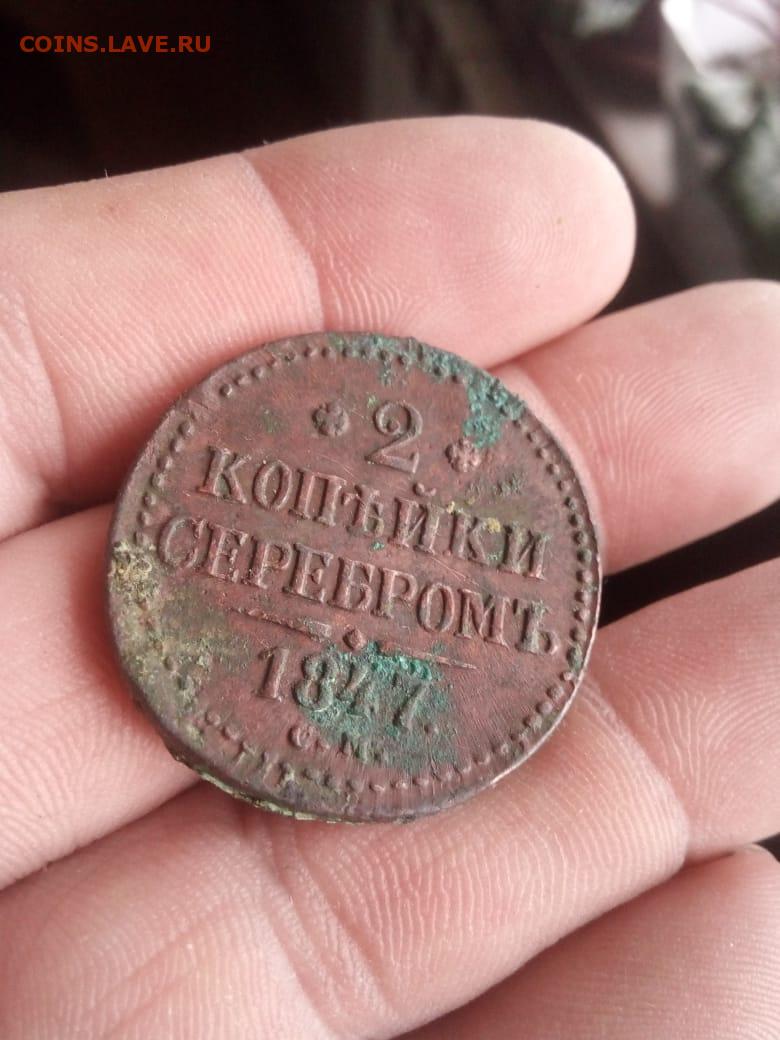 COINS.LAVE.RU
2
КОПѢЙКИ
СЕРЕБРОМЪ.
1847.
С. М.